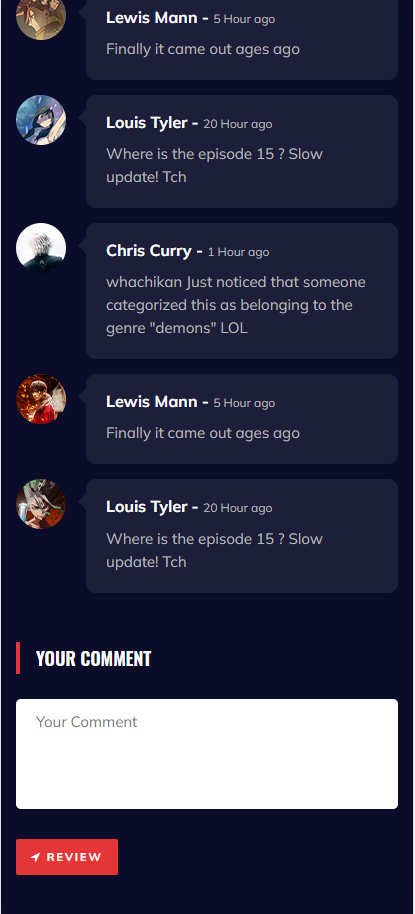 Lewis Mann - 5 Hour ago
Finally it came out ages ago
Louis Tyler - 20 Hour ago
Where is the episode 15 ? Slow
update! Tch
Chris Curry - 1 Hour ago
whachikan Just noticed that someone
categorized this as belonging to the
genre "demons" LOL
Lewis Mann - 5 Hour ago
Finally it came out ages ago
Louis Tyler - 20 Hour ago
Where is the episode 15 ? Slow
update! Tch
YOUR COMMENT
Your Comment
REVIEW